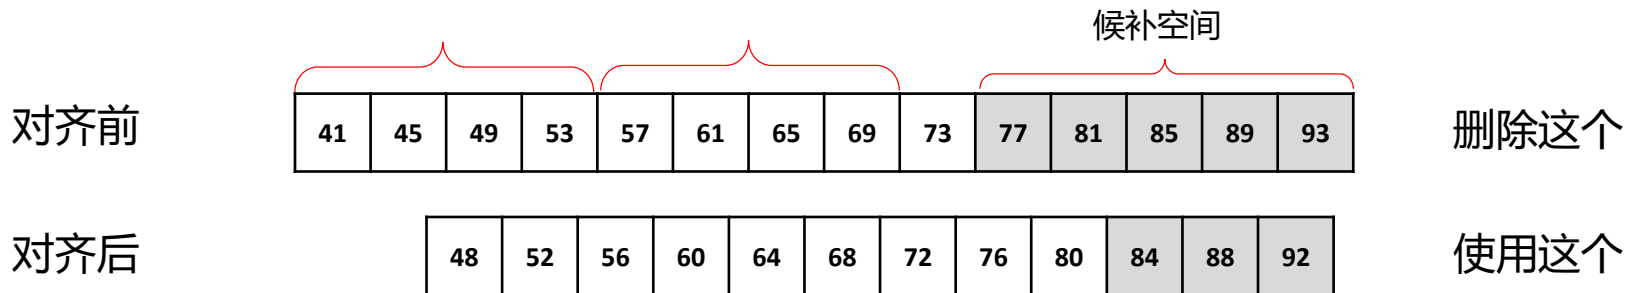 候补空间
对齐前 41 45 49 53 57 61 65 69 73 77 81 85 89 93 删除这个
对齐后 48 52 56 60 64 68 72 76 80 84 88 92 使用这个